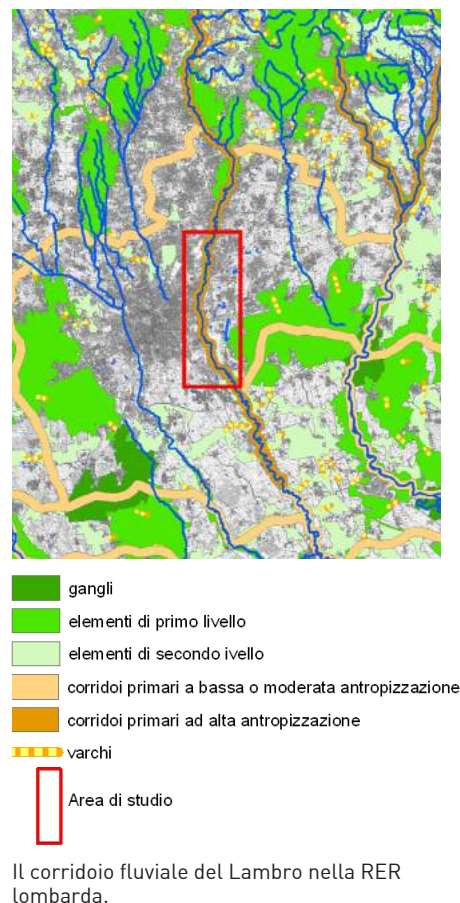 gangli
elementi di primo livello
elementi di secondo ivello
corridoi primari a bassa o moderata antropizzazione
corridoi primari ad alta antropizzazione
varchi
Area di studio
Il corridoio fluviale del Lambro nella RER
lombarda.